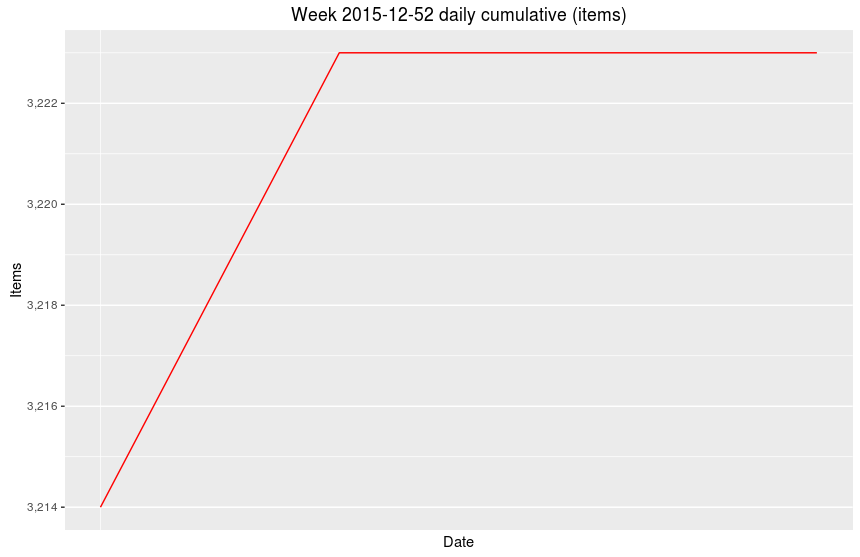 Week 2015-12-52 daily cumulative (items)
3,222
3,220
3,218
3,216
3,214
Items
Date